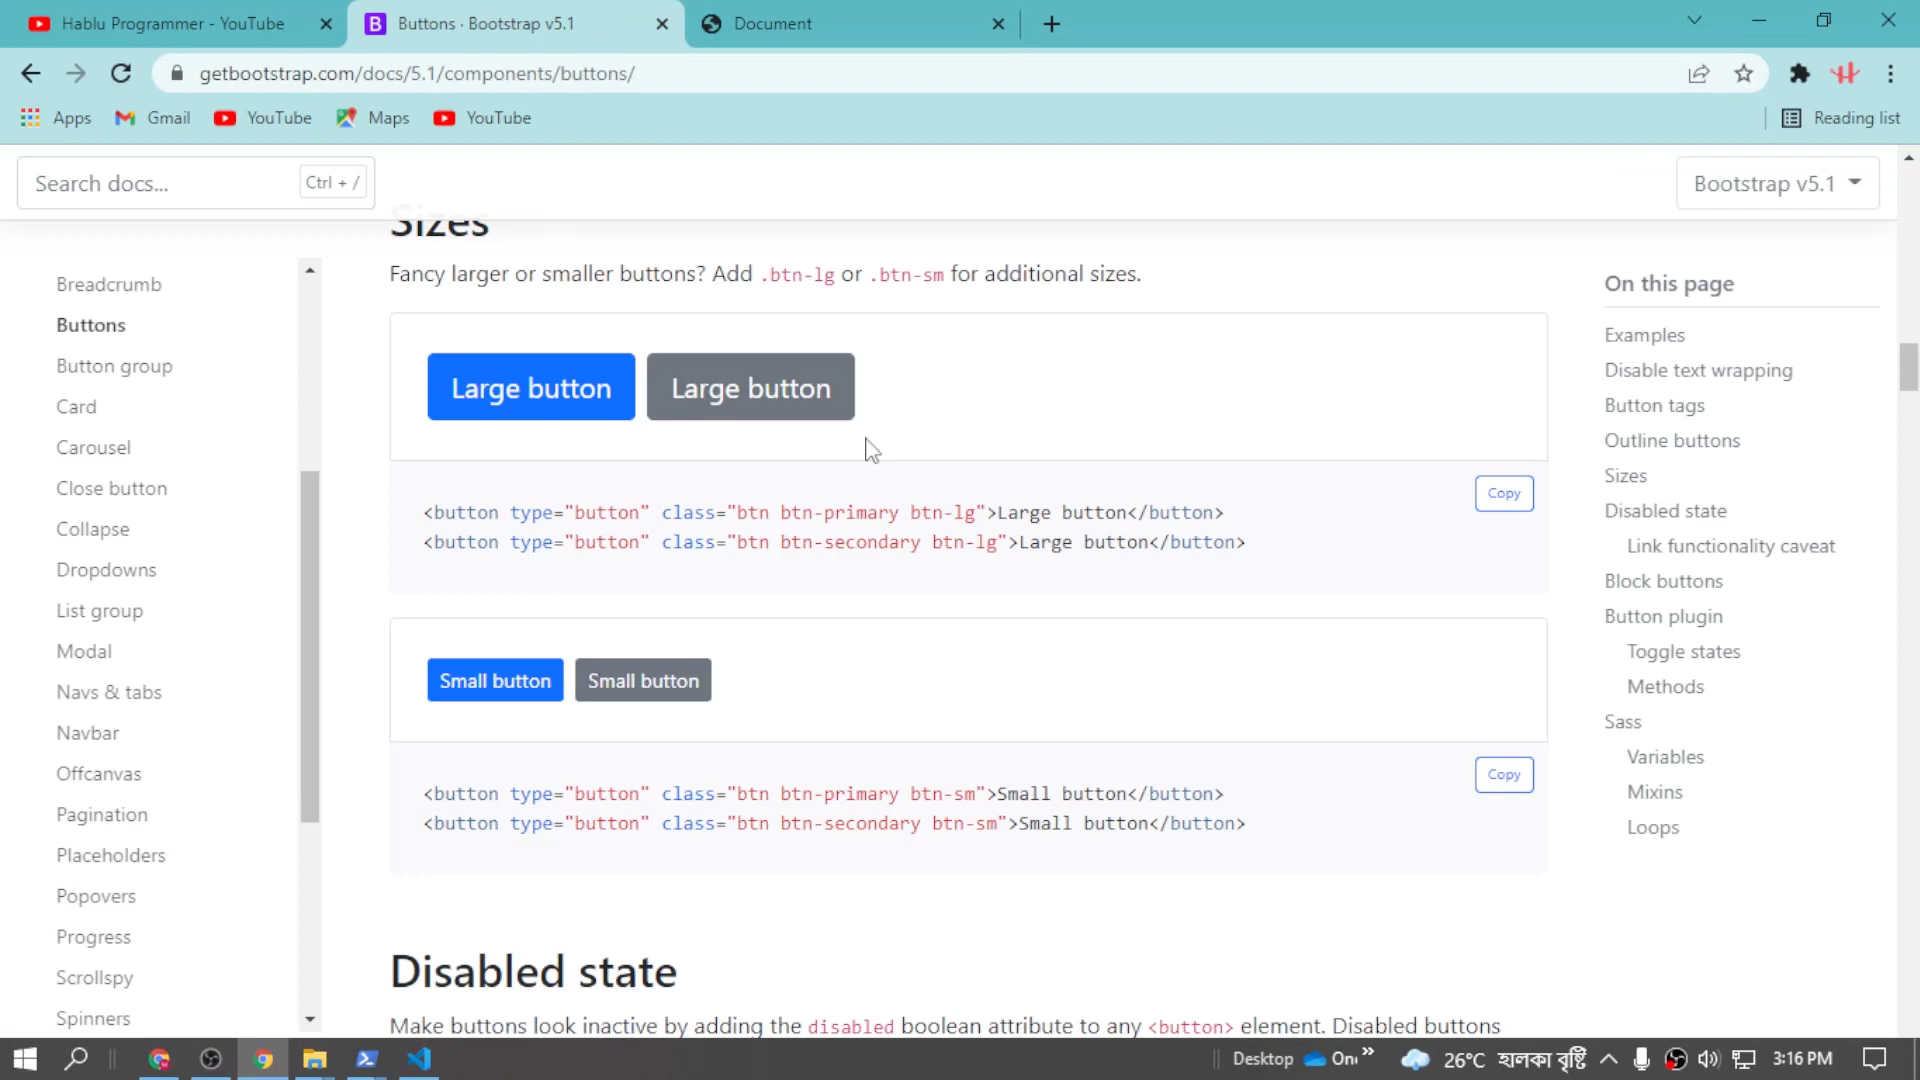 Hablu Programmer - YouTube
Buttons · Bootstrap v5.1
Document
getbootstrap.com/docs/5.1/components/buttons/
Apps
Gmail
YouTube
Maps
YouTube
Reading list
Search docs...
Ctrl + /
Bootstrap v5.1
Breadcrumb
Buttons
Button group
Card
Carousel
Close button
Collapse
Dropdowns
List group
Modal
Navs & tabs
Navbar
Offcanvas
Pagination
Placeholders
Popovers
Progress
Scrollspy
Spinners
Sizes
Fancy larger or smaller buttons? Add .btn-lg or .btn-sm for additional sizes.
Large button
Large button
Copy
<button type="button" class="btn btn-primary btn-lg">Large button</button>
<button type="button" class="btn btn-secondary btn-lg">Large button</button>
Small button
Small button
Copy
<button type="button" class="btn btn-primary btn-sm">Small button</button>
<button type="button" class="btn btn-secondary btn-sm">Small button</button>
Disabled state
Make buttons look inactive by adding the disabled boolean attribute to any <button> element. Disabled buttons
On this page
Examples
Disable text wrapping
Button tags
Outline buttons
Sizes
Disabled state
Link functionality caveat
Block buttons
Button plugin
Toggle states
Methods
Sass
Variables
Mixins
Loops
Desktop
On
»
26°C হালকা বৃষ্টি
3:16 PM